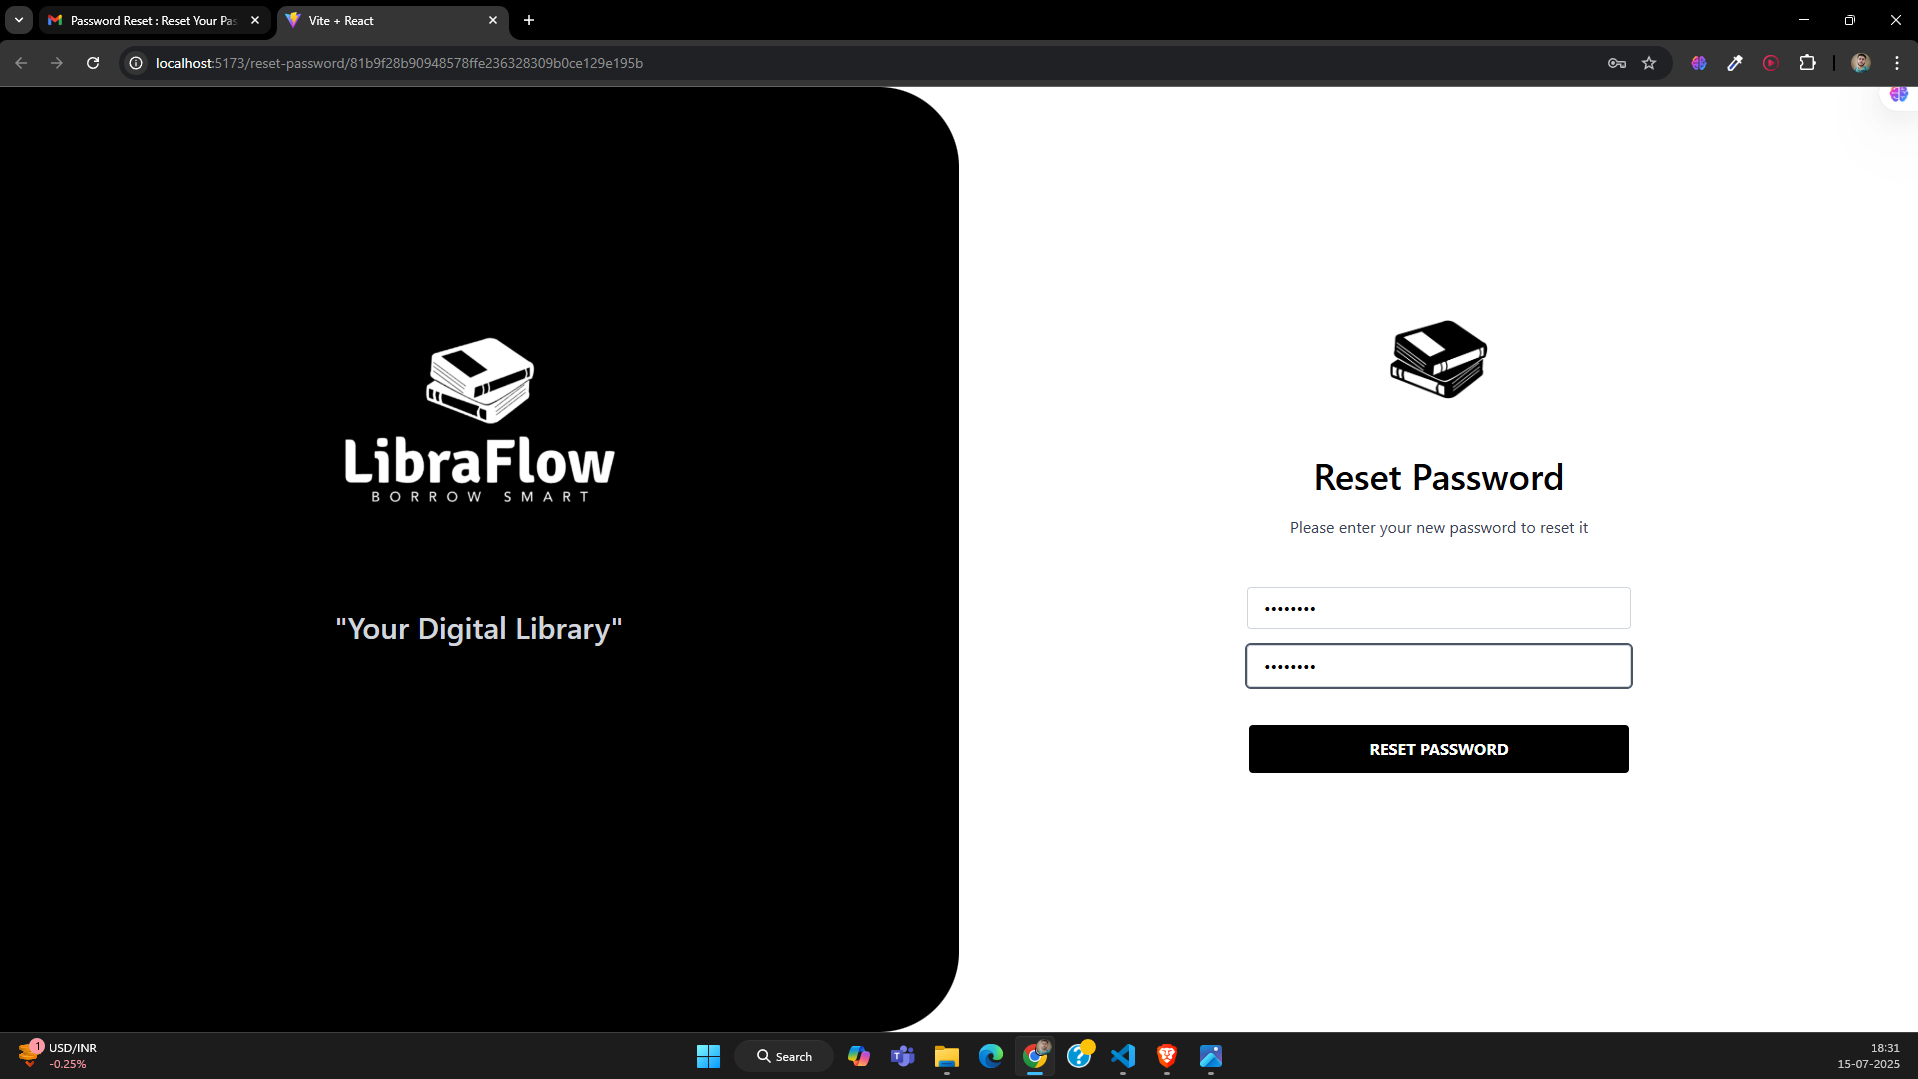 Password Reset : Reset Your Pas
Vite + React
localhost:5173/reset-password/81b9f28b90948578ffe236328309b0ce129e195b
LibraFlow
BORROW SMART
"Your Digital Library"
Reset Password
Please enter your new password to reset it
••••••••
••••••••
RESET PASSWORD
1
USD/INR
-0.25%
Search
18:31
15-07-2025